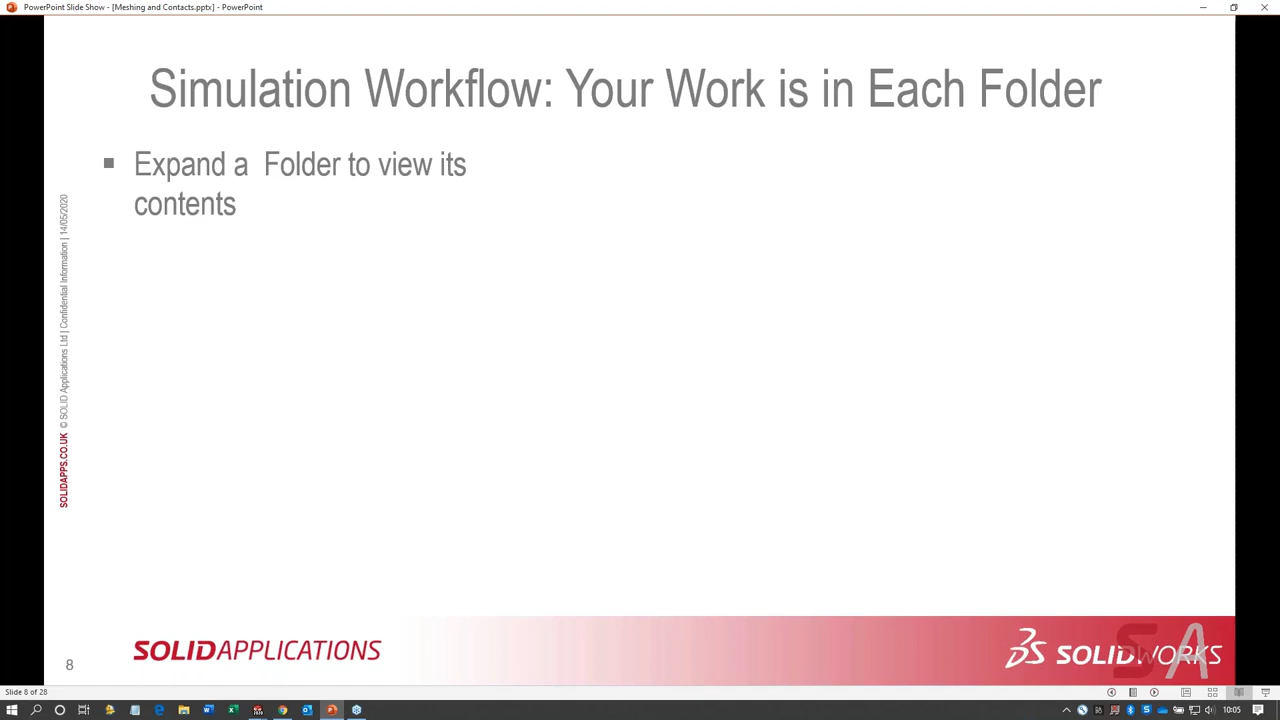 PowerPoint Slide Show - [Meshing and Contacts.pptx] - PowerPoint
Simulation Workflow: Your Work is in Each Folder
Expand a  Folder to view its
contents
SOLIDAPPS.CO.UK © SOLID Applications Ltd | Confidential Information | 14/05/2020
8
SOLIDAPPLICATIONS
SOLIDWORKS
SA
Slide 8 of 28
10:05